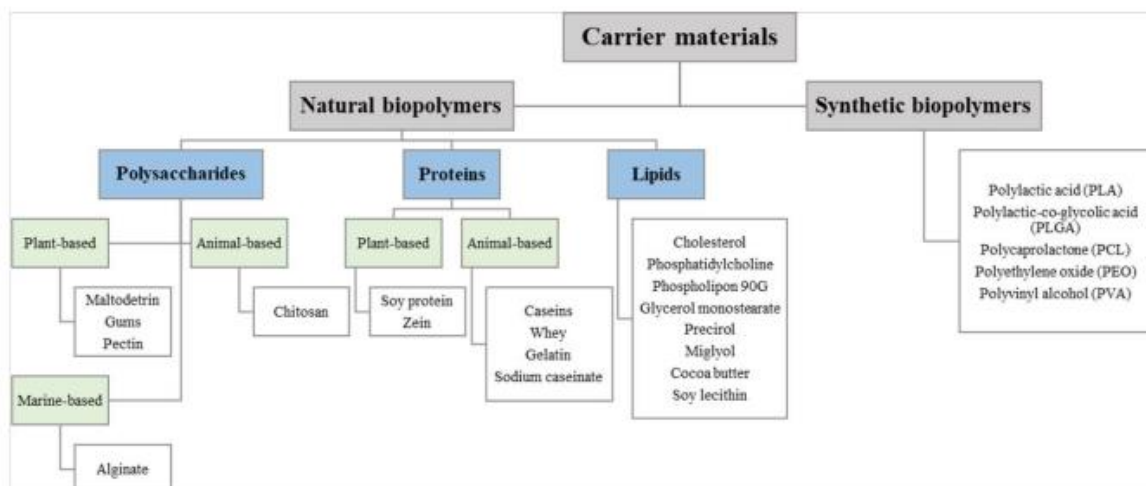 Carrier materials
Natural biopolymers
Synthetic biopolymers
Polysaccharides
Proteins
Lipids
Plant-based
Animal-based
Plant-based
Animal-based
Maltodetrin
Gums
Pectin
Chitosan
Soy protein
Zein
Caseins
Whey
Gelatin
Sodium caseinate
Cholesterol
Phosphatidylcholine
Phospholipon 90G
Glycerol monostearate
Precirol
Miglyol
Cocoa butter
Soy lecithin
Polylactic acid (PLA)
Polylactic-co-glycolic acid
(PLGA)
Polycaprolactone (PCL)
Polyethylene oxide (PEO)
Polyvinyl alcohol (PVA)
Marine-based
Alginate